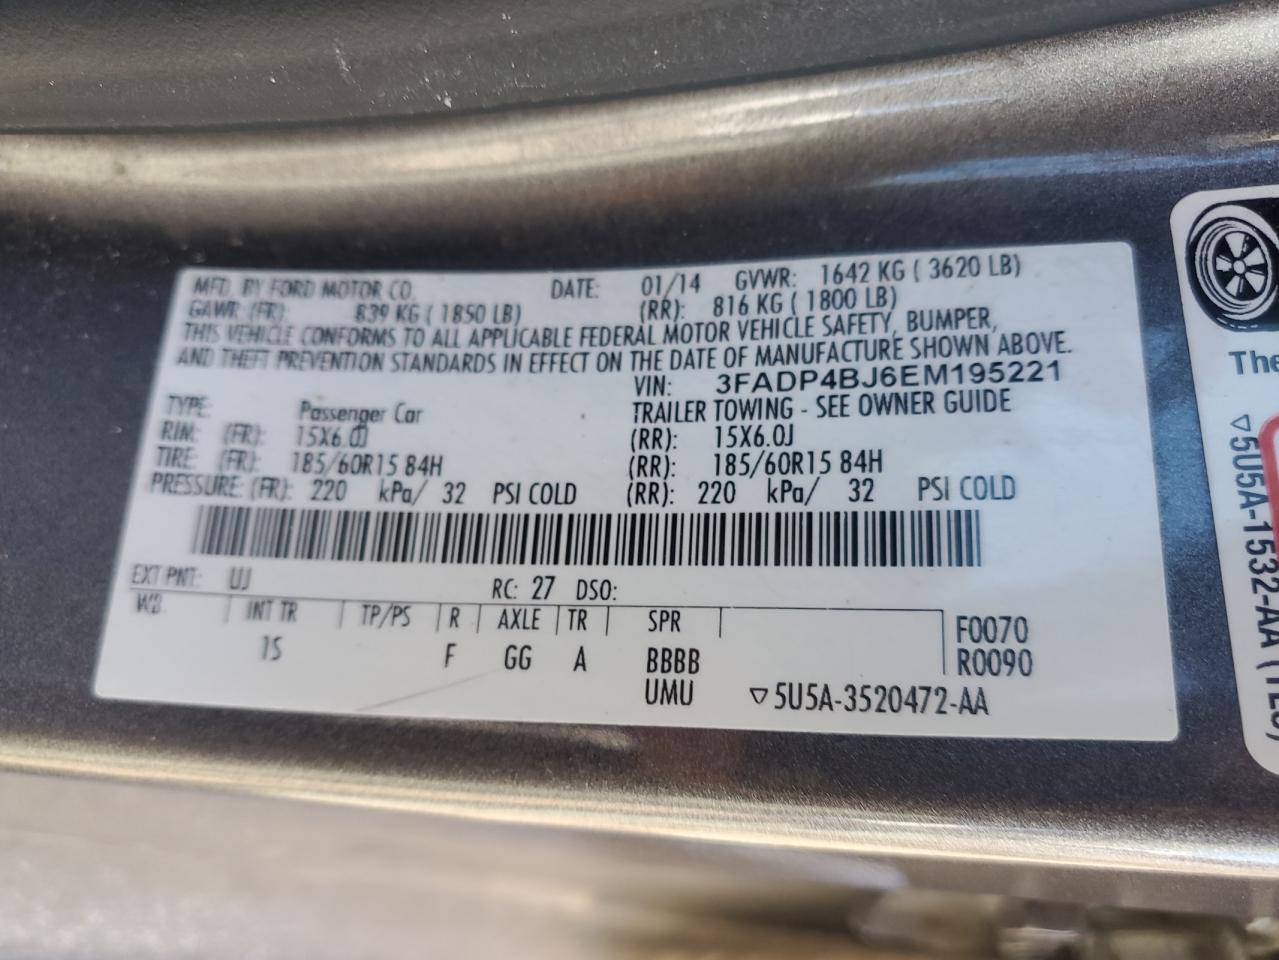 MFD. BY FORD MOTOR CO. DATE: 01/14 GVWR: 1642 KG ( 3620 LB)
GAWR: (FR): 839 KG ( 1850 LB) (RR): 816 KG ( 1800 LB)
THIS VEHICLE CONFORMS TO ALL APPLICABLE FEDERAL MOTOR VEHICLE SAFETY, BUMPER,
AND THEFT PREVENTION STANDARDS IN EFFECT ON THE DATE OF MANUFACTURE SHOWN ABOVE.
VIN: 3FADP4BJ6EM195221
TYPE: Passenger Car TRAILER TOWING - SEE OWNER GUIDE
RIM: (FR): 15X6.0J (RR): 15X6.0J
TIRE: (FR): 185/60R15 84H (RR): 185/60R15 84H
PRESSURE (FR): 220 kPa/ 32 PSI COLD (RR): 220 kPa/ 32 PSI COLD
EXT PNT: UJ RC: 27 DSO:
WB INT TR TP/PS R AXLE TR SPR F0070
1S F GG A BBBB R0090
UMU ▽5U5A-3520472-AA
The
▽5U5A-1532-AA